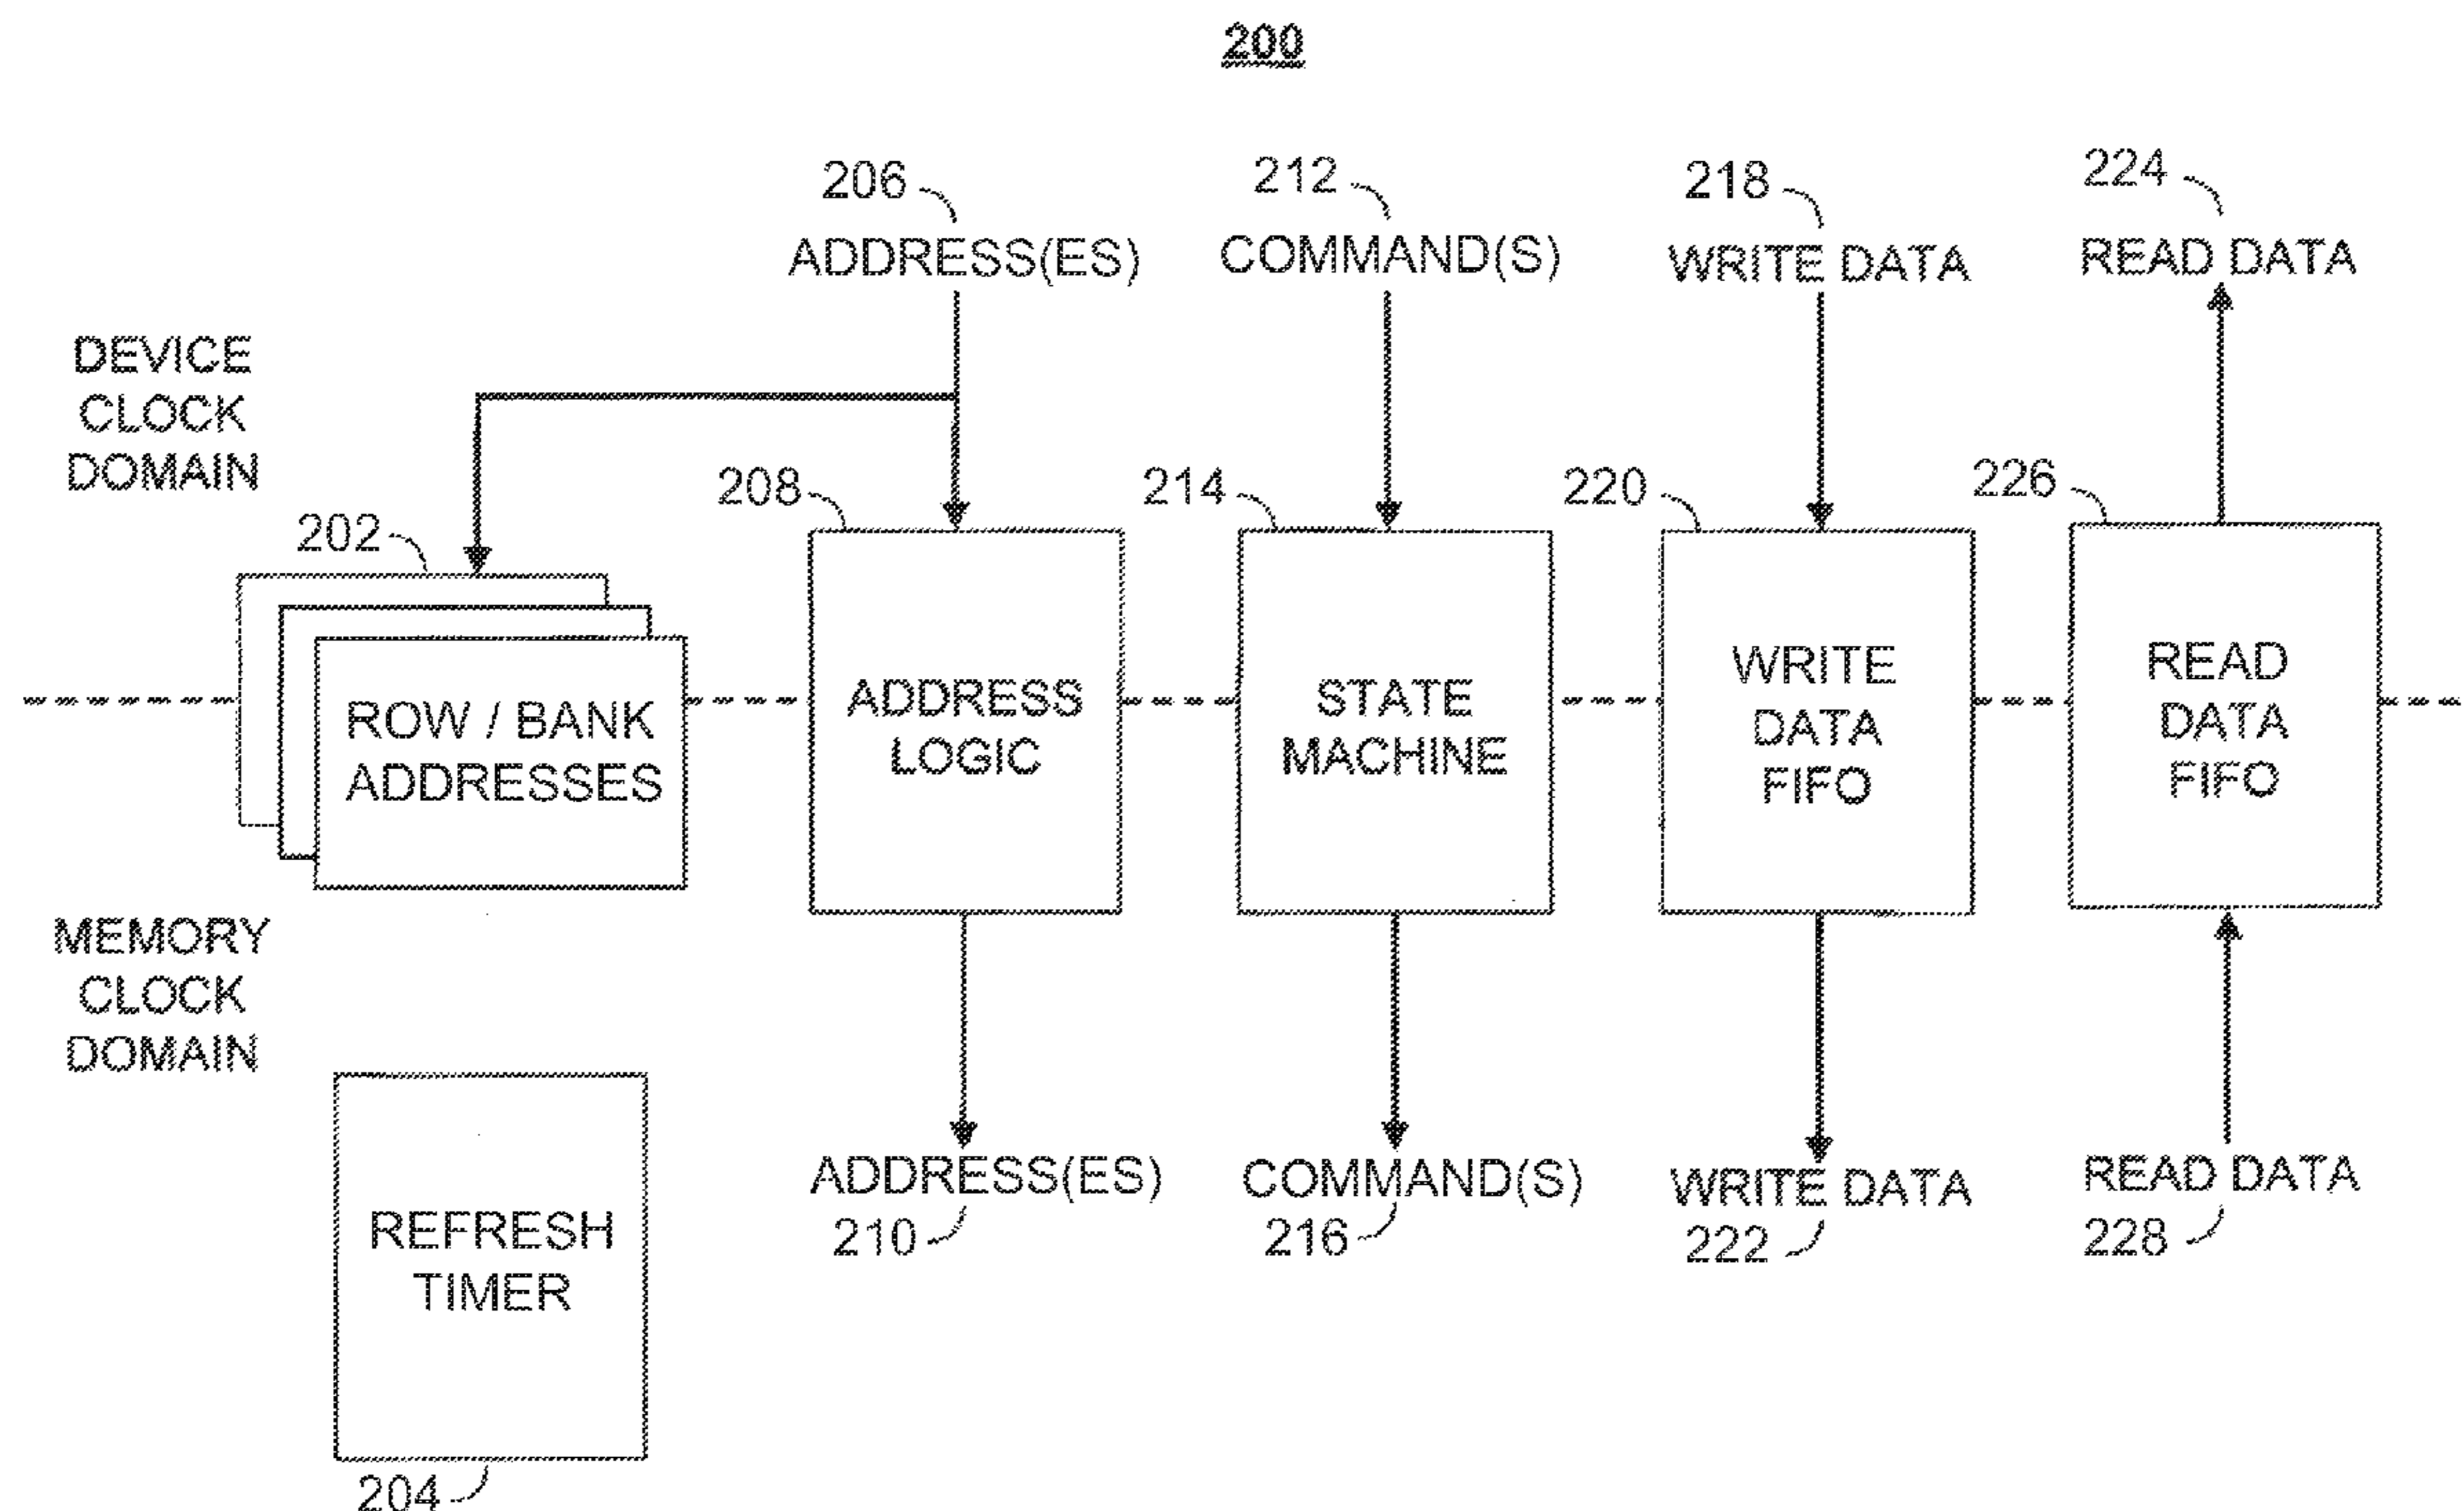 200
206
212
218
224
ADDRESS(ES)
COMMAND(S)
WRITE DATA
READ DATA
DEVICE
CLOCK
DOMAIN
202
208
214
220
226
ROW / BANK
ADDRESSES
ADDRESS
LOGIC
STATE
MACHINE
WRITE
DATA
FIFO
READ
DATA
FIFO
MEMORY
CLOCK
DOMAIN
REFRESH
TIMER
204
ADDRESS(ES)
210
COMMAND(S)
216
WRITE DATA
222
READ DATA
228